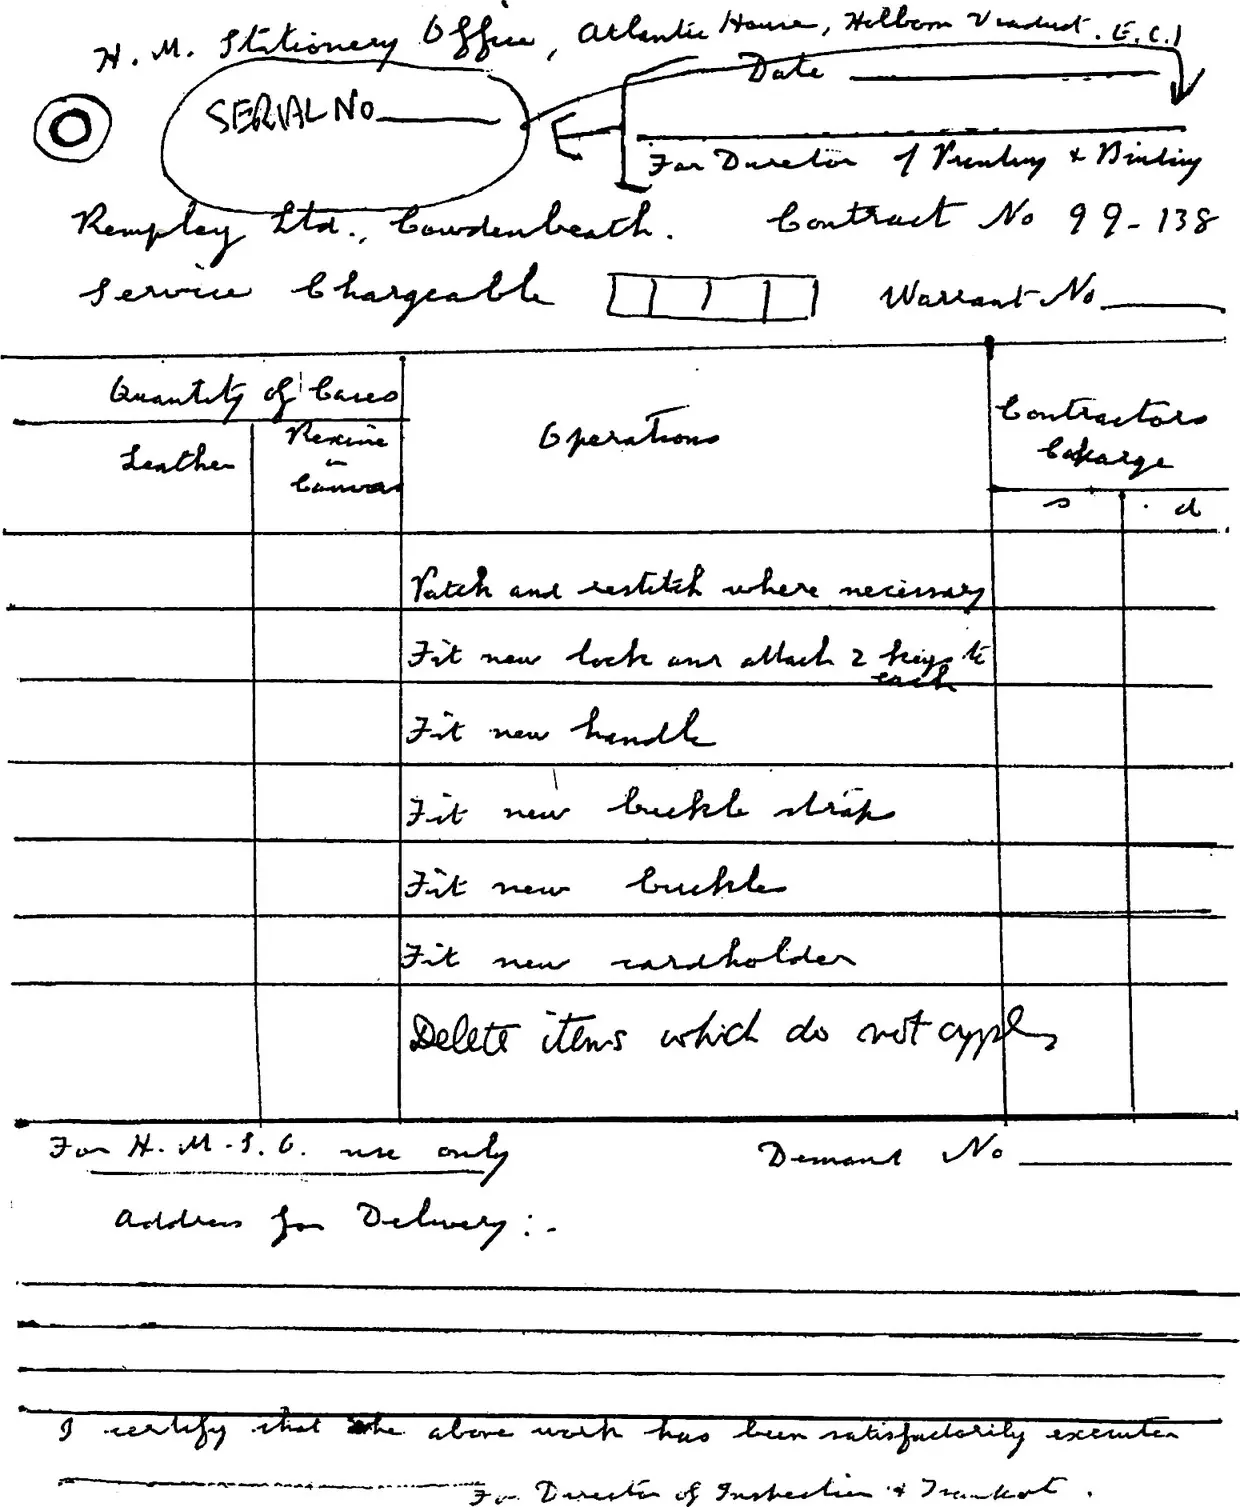 H. M. Stationery Office, Atlantic House, Holborn Viaduct. (E.C.)
Date
SERIAL No
For Director of Printing & Binding
Remploy Ltd., Cowdenbeath. Contract No 99-138
Service Chargeable Warrant No
Quantity of Cases
Operations
Contractors Charge
Leather
Rexine or Canvas
s. d
Patch and restitch where necessary
Fit new lock and attach 2 keys to each
Fit new handle
Fit new buckle straps
Fit new buckles
Fit new cardholder
Delete items which do not apply
For H.M.S.O. use only Demand No
Address for Delivery:-
I certify that the above work has been satisfactorily executed
For Director of Inspection & Transport.